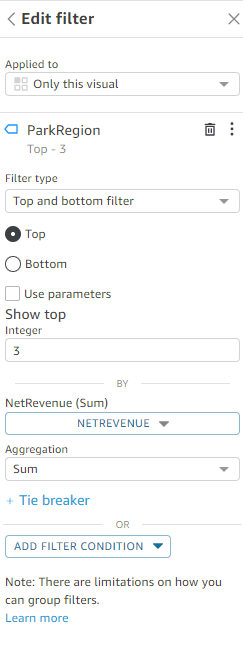 Edit filter
Applied to
Only this visual
ParkRegion
Top - 3
Filter type
Top and bottom filter
Top
Bottom
Use parameters
Show top
Integer
3
BY
NetRevenue (Sum)
NETREVENUE
Aggregation
Sum
+ Tie breaker
OR
ADD FILTER CONDITION
Note: There are limitations on how you
can group filters.
Learn more